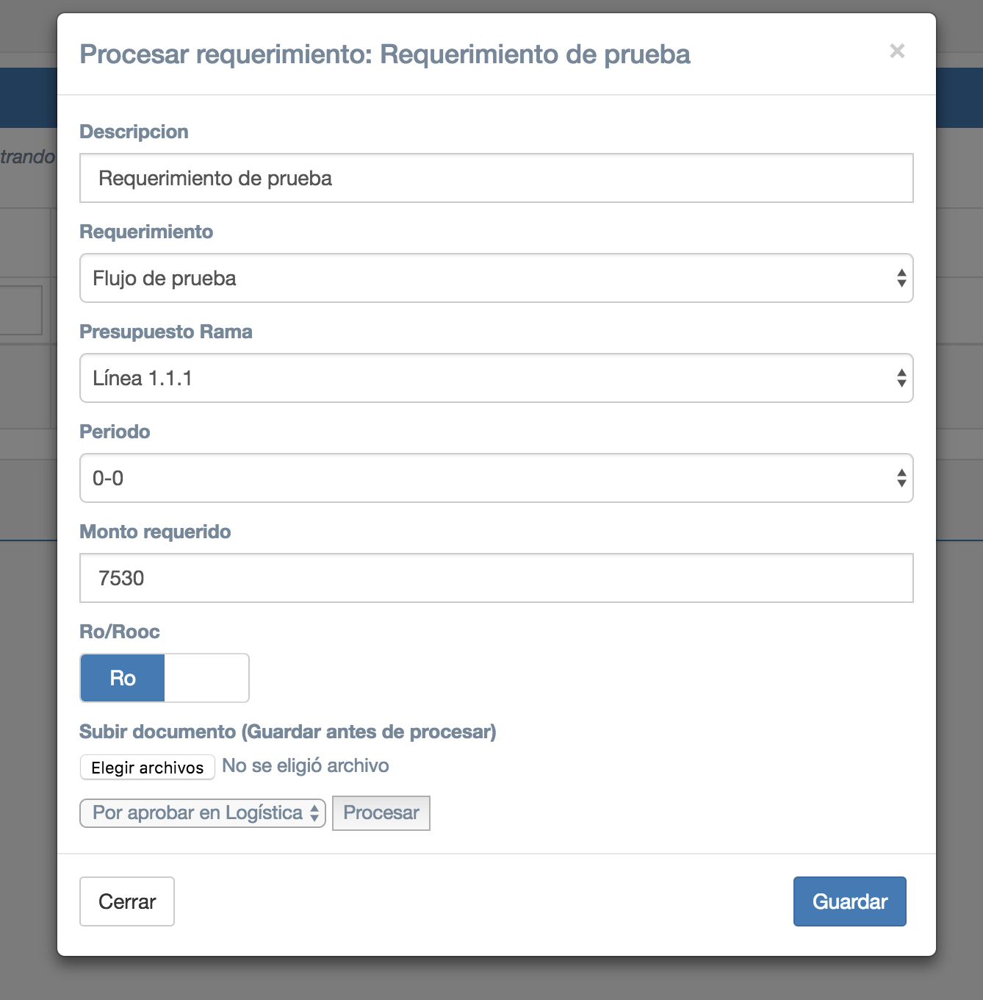 Procesar requerimiento: Requerimiento de prueba
×
trando
Descripcion
Requerimiento de prueba
Requerimiento
Flujo de prueba
Presupuesto Rama
Línea 1.1.1
Periodo
0-0
Monto requerido
7530
Ro/Rooc
Ro
Subir documento (Guardar antes de procesar)
Elegir archivos No se eligió archivo
Por aprobar en Logística Procesar
Cerrar Guardar